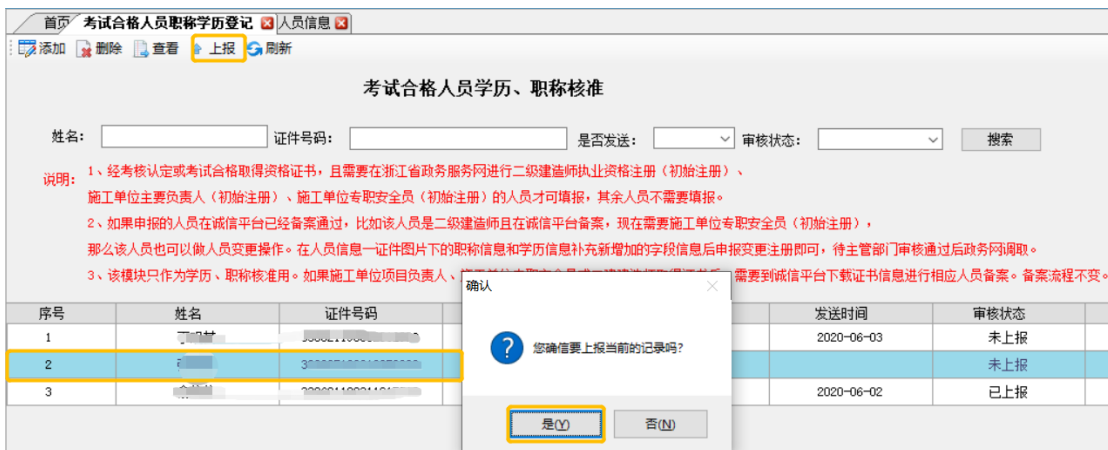 首页 考试合格人员职称学历登记 人员信息
添加 删除 查看 上报 刷新
考试合格人员学历、职称核准
姓名： 证件号码： 是否发送： 审核状态： 搜索
说明： 1、经考核认定或考试合格取得资格证书，且需要在浙江省政务服务网进行二级建造师执业资格注册（初始注册）、
施工单位主要负责人（初始注册）、施工单位专职安全员（初始注册）的人员才可填报，其余人员不需要填报。
2、如果申报的人员在诚信平台已经备案通过，比如该人员是二级建造师且在诚信平台备案，现在需要施工单位专职安全员（初始注册），
那么该人员也可以做人员变更操作。在人员信息—证件图片下的职称信息和学历信息补充新增加的字段信息后申报变更注册即可，待主管部门审核通过后政务网调取。
3、该模块只作为学历、职称核准用。如果施工单位项目负责人、 需要到诚信平台下载证书信息进行相应人员备案。备案流程不变。
确认
序号 姓名 证件号码 发送时间 审核状态
1 2020-06-03 未上报
您确信要上报当前的记录吗?
2 未上报
3 2020-06-02 已上报
是(Y) 否(N)